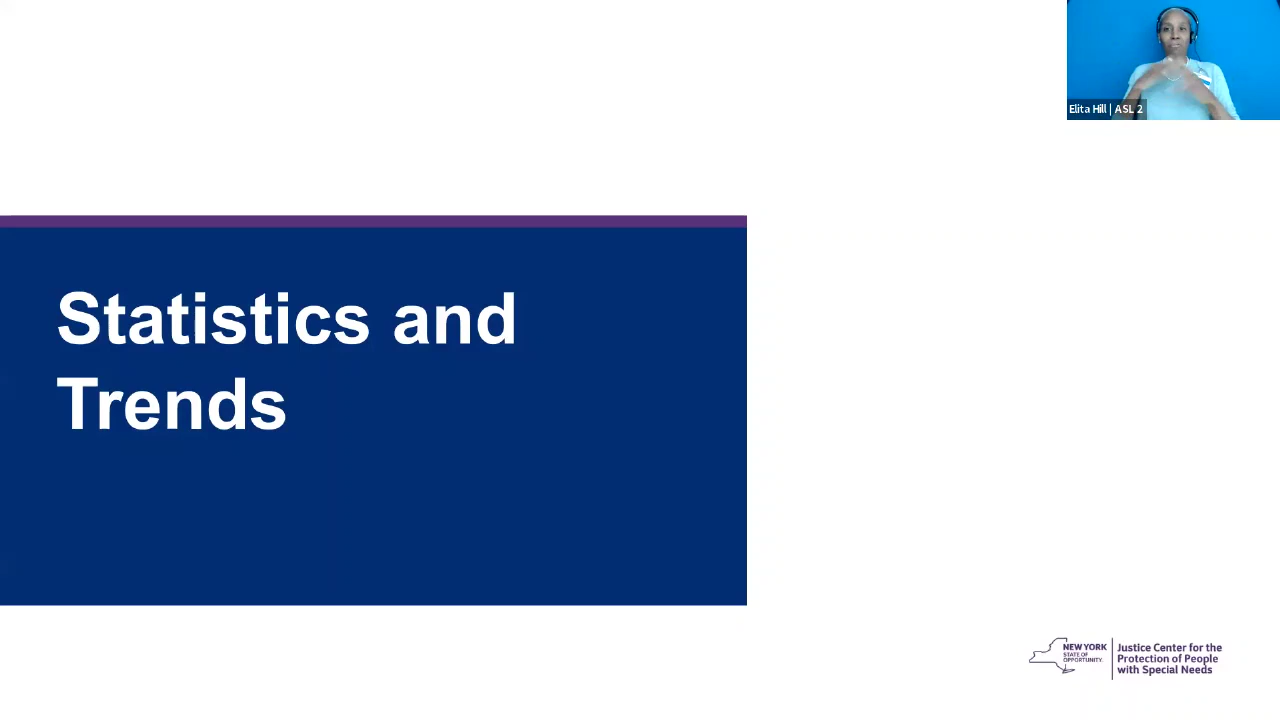 Elita Hill | ASL 2
Statistics and
Trends
NEW YORK
STATE OF
OPPORTUNITY.
Justice Center for the
Protection of People
with Special Needs